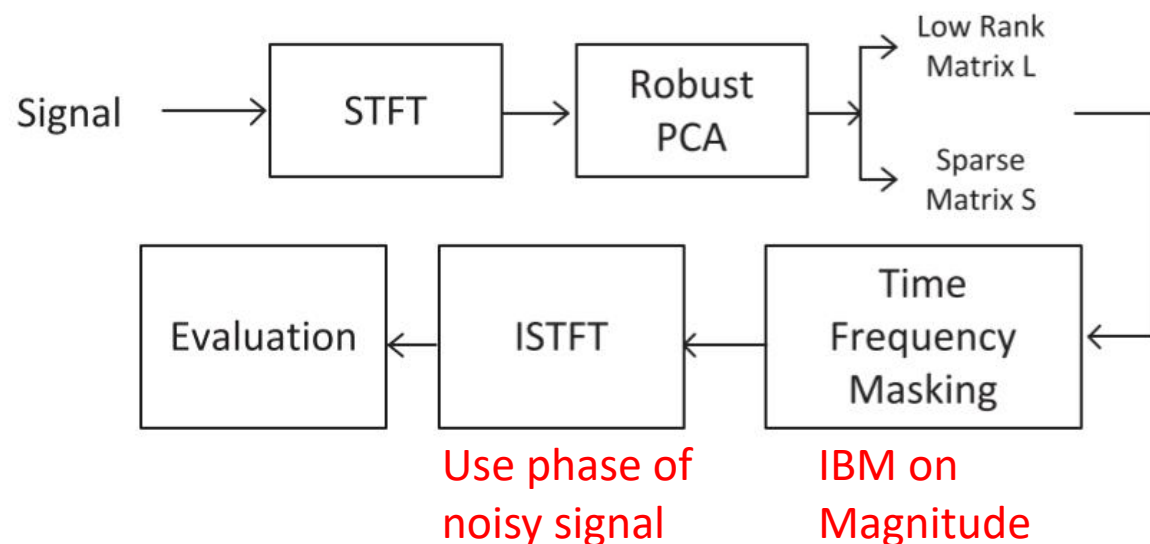 Signal
STFT
Robust
PCA
Low Rank
Matrix L
Sparse
Matrix S
Evaluation
ISTFT
Time
Frequency
Masking
Use phase of
noisy signal
IBM on
Magnitude